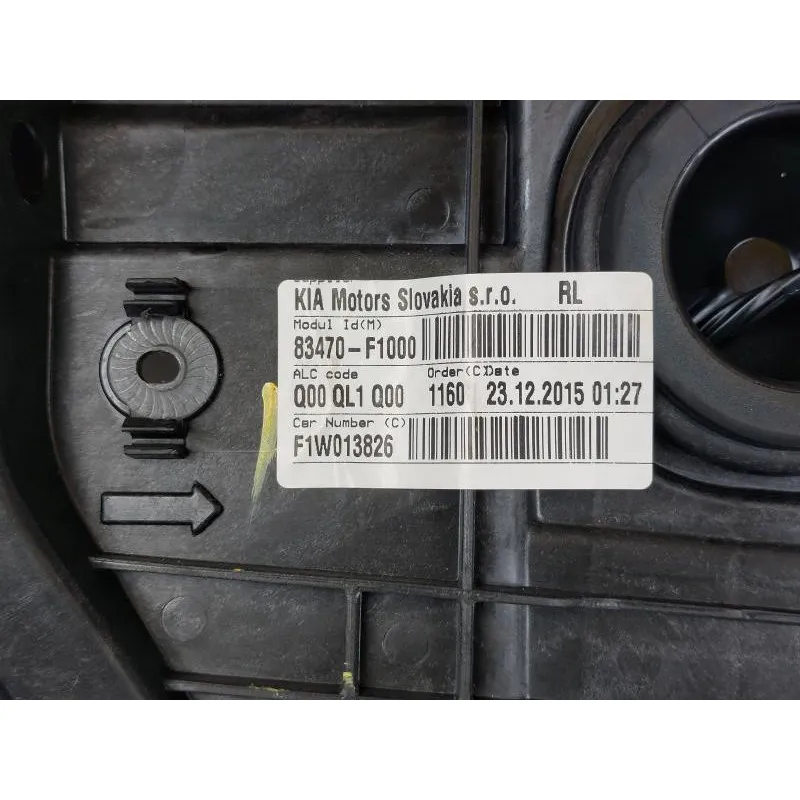 KIA Motors Slovakia s.r.o. RL
Modul Id(M)
83470-F1000
ALC code Order(C)Date
Q00 QL1 Q00 1160 23.12.2015 01:27
Car Number (C)
F1W013826